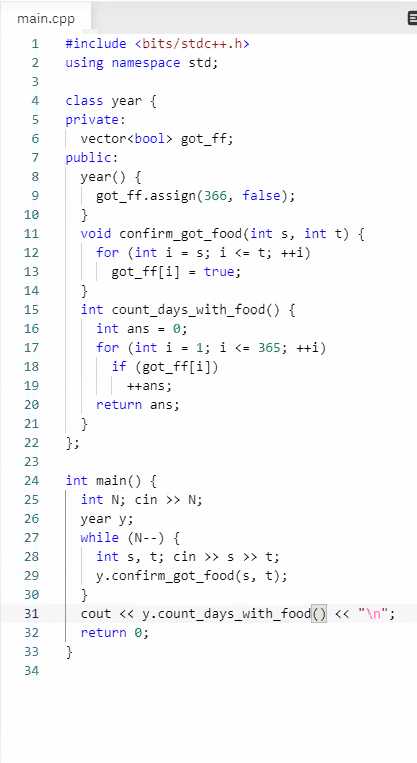 main.cpp
1 #include <bits/stdc++.h>
2 using namespace std;
3
4 class year {
5 private:
6   vector<bool> got_ff;
7 public:
8   year() {
9     got_ff.assign(366, false);
10   }
11   void confirm_got_food(int s, int t) {
12     for (int i = s; i <= t; ++i)
13       got_ff[i] = true;
14   }
15   int count_days_with_food() {
16     int ans = 0;
17     for (int i = 1; i <= 365; ++i)
18       if (got_ff[i])
19         ++ans;
20     return ans;
21   }
22 };
23
24 int main() {
25   int N; cin >> N;
26   year y;
27   while (N--) {
28     int s, t; cin >> s >> t;
29     y.confirm_got_food(s, t);
30   }
31   cout << y.count_days_with_food() << "\n";
32   return 0;
33 }
34